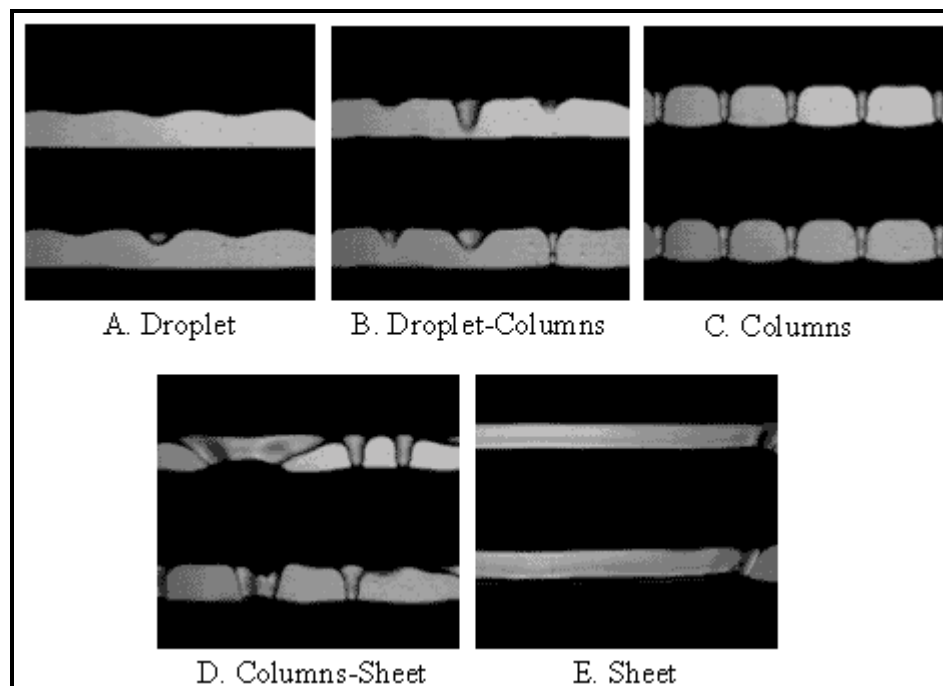 A. Droplet
B. Droplet-Columns
C. Columns
D. Columns-Sheet
E. Sheet